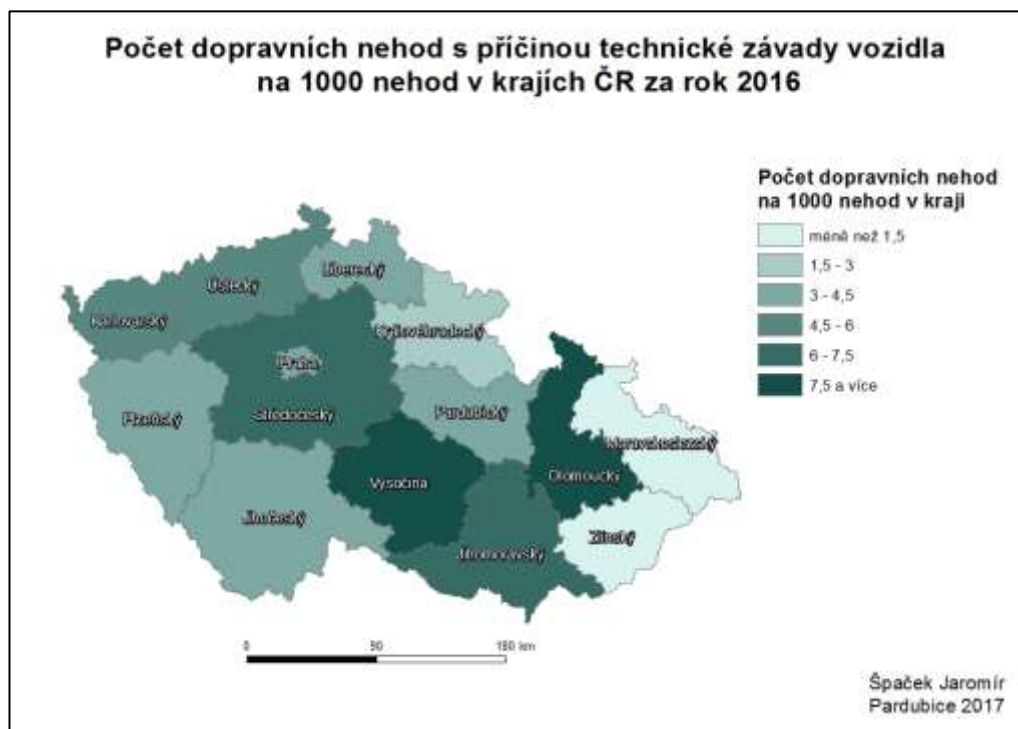 Počet dopravních nehod s příčinou technické závady vozidla
na 1000 nehod v krajích ČR za rok 2016
Počet dopravních nehod
na 1000 nehod v kraji
méně než 1,5
1,5 - 3
3 - 4,5
4,5 - 6
6 - 7,5
7,5 a více
Liberecký
Ústecký
Karlovarský
Královéhradecký
Praha
Středočeský
Pardubický
Plzeňský
Moravskoslezský
Olomoucký
Vysočina
Jihočeský
Zlínský
Jihomoravský
0 90 180 km
Špaček Jaromír
Pardubice 2017